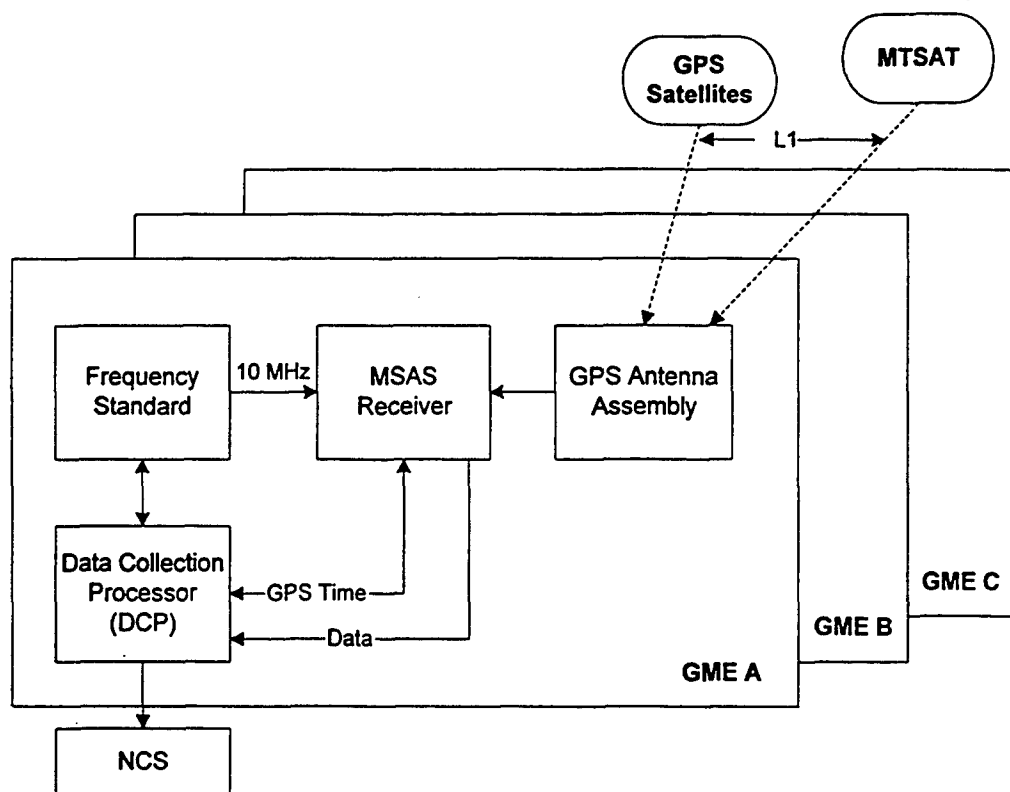 GPS
Satellites
MTSAT
L1
Frequency
Standard
10 MHz
MSAS
Receiver
GPS Antenna
Assembly
Data Collection
Processor
(DCP)
GPS Time
Data
GME C
GME B
GME A
NCS